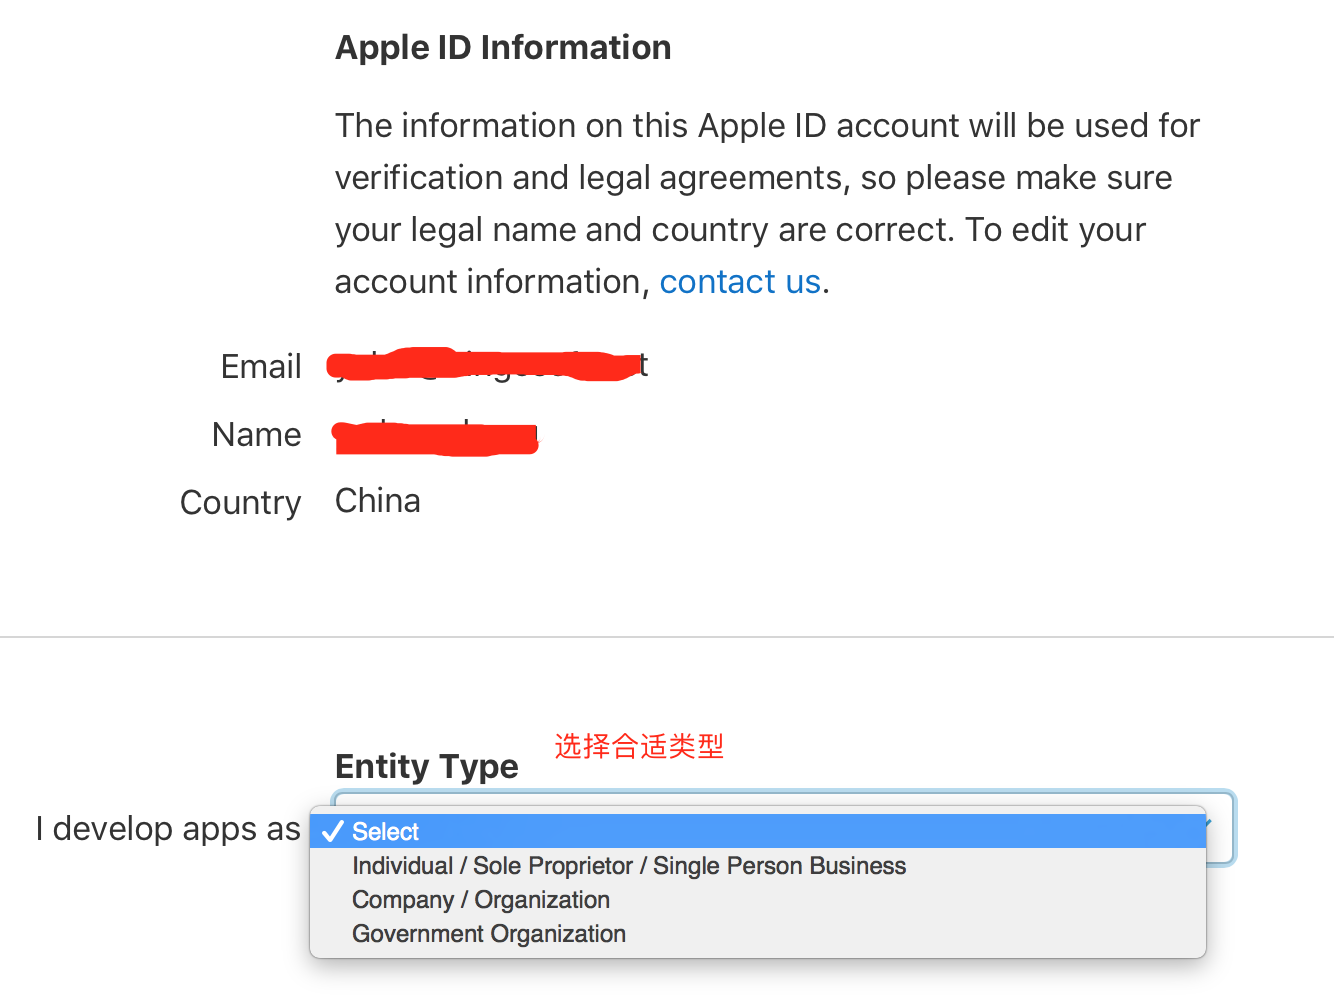 Apple ID Information
The information on this Apple ID account will be used for
verification and legal agreements, so please make sure
your legal name and country are correct. To edit your
account information, contact us.
Email
Name
Country China
选择合适类型
Entity Type
I develop apps as
Select
Individual / Sole Proprietor / Single Person Business
Company / Organization
Government Organization